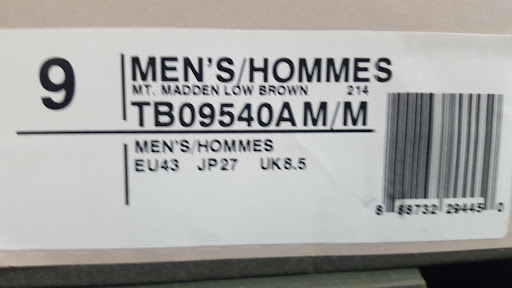 9
MEN'S/HOMMES
MT. MADDEN LOW BROWN 214
TB09540A M/M
MEN'S/HOMMES
EU43 JP27 UK8.5
8 88732 29445 0